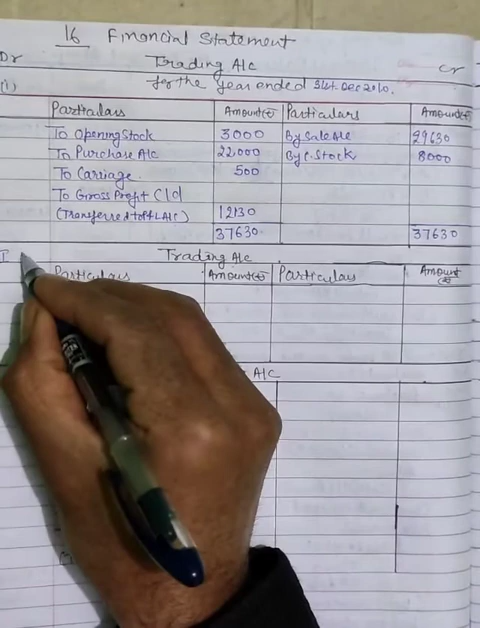 16 Financial Statement
Dr Trading A/c Cr
for the year ended 31st Dec 2010.
(i)
Particulars Amount(₹) Particulars Amount(₹)
To Opening Stock 3000 By Sale A/c 29630
To Purchase A/c 22000 By C. Stock 8000
To Carriage. 500
To Gross Profit C/d
(Transferred to P&L A/c) 12130
37630 37630
Trading A/c
Particulars Amount(₹) Particulars Amount (₹)
A/C